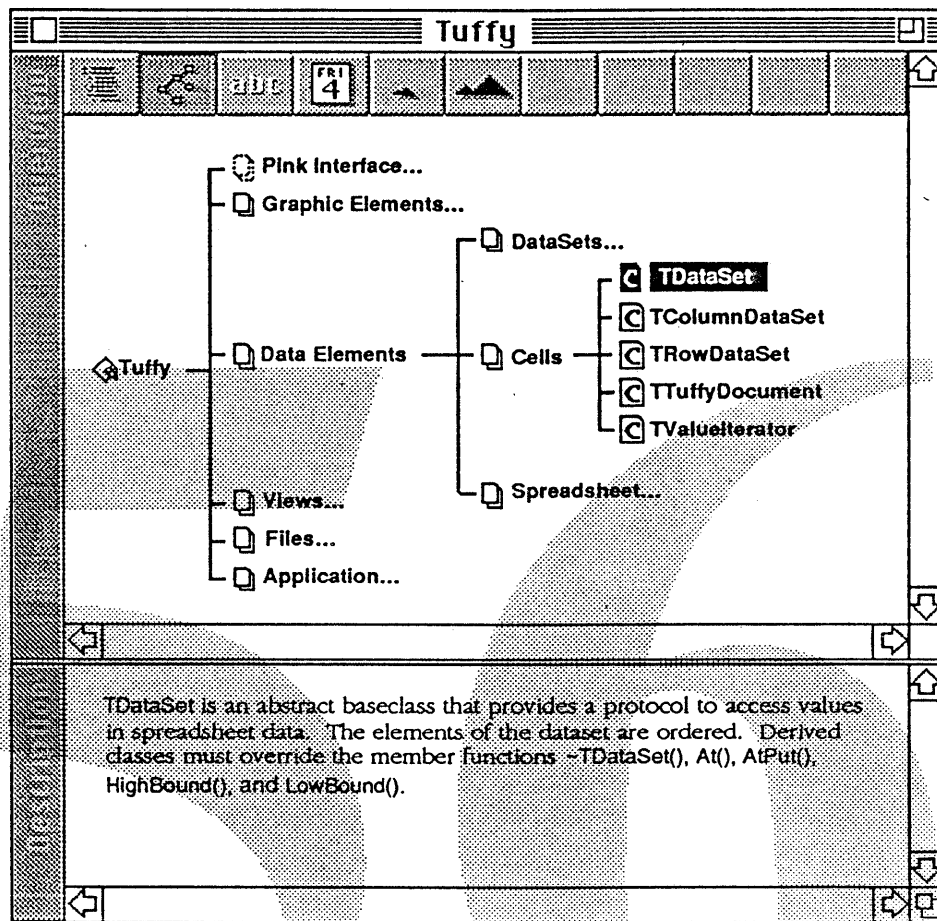 Tuffy
abc
FRI
4
Pink Interface...
Graphic Elements...
DataSets...
TDataSet
TColumnDataSet
Tuffy
Data Elements
Cells
TRowDataSet
TTuffyDocument
TValueIterator
Views...
Spreadsheet...
Files...
Application...
TDataSet is an abstract baseclass that provides a protocol to access values
in spreadsheet data. The elements of the dataset are ordered. Derived
classes must override the member functions ~TDataSet(), At(), AtPut(),
HighBound(), and LowBound().